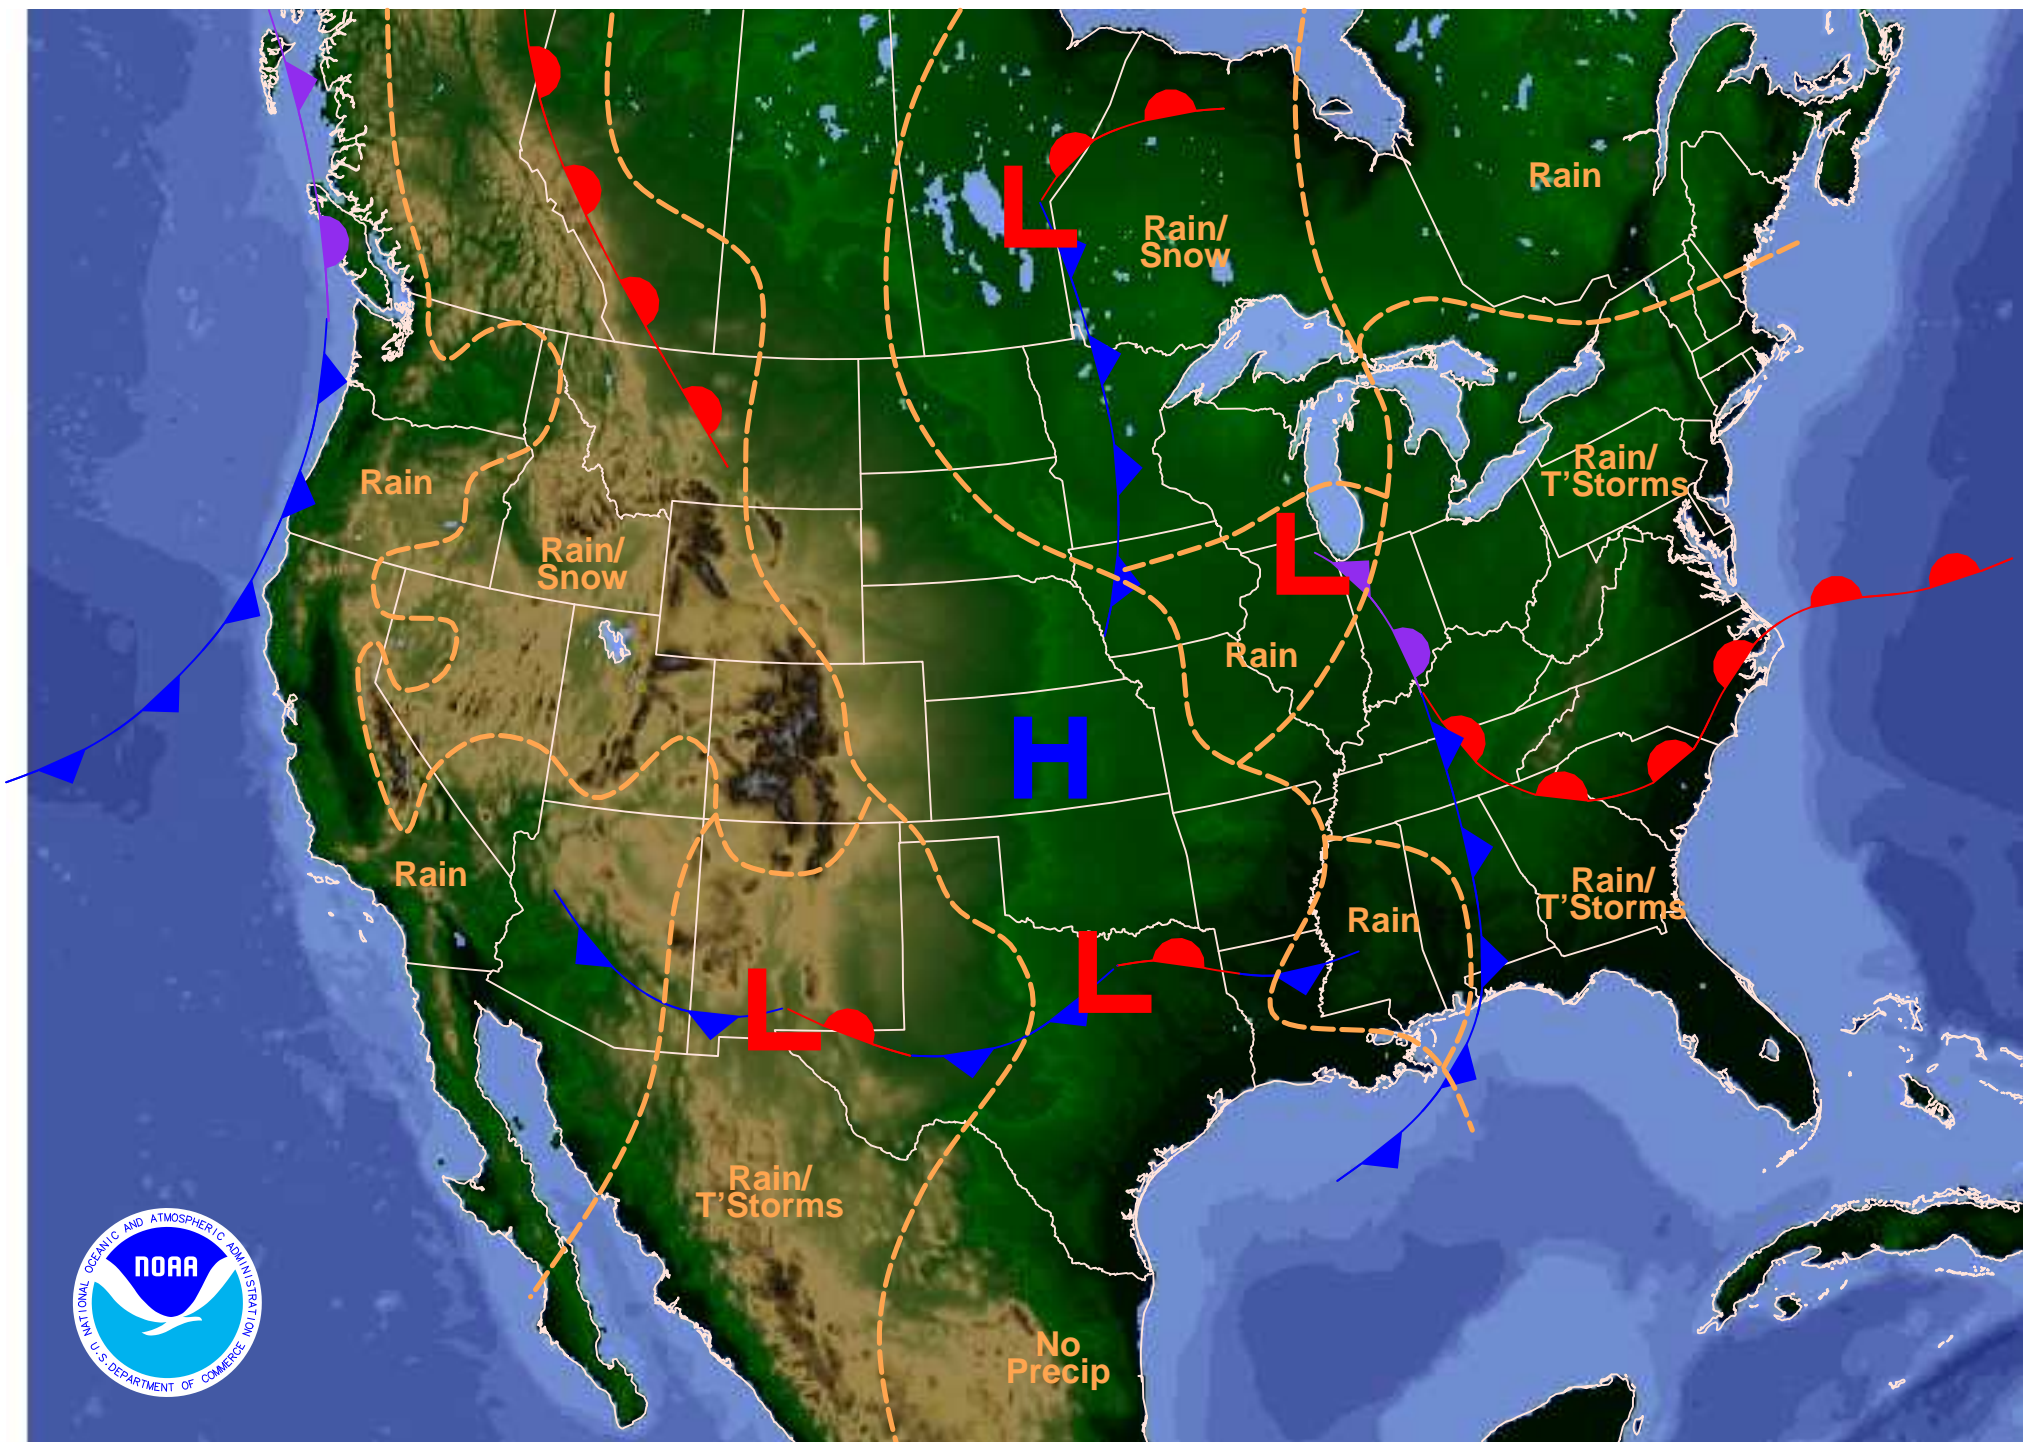 Rain
L
Rain/
Snow
Rain
Rain/
T'Storms
Rain/
Snow
L
Rain
H
Rain
Rain/
T'Storms
Rain
L
L
Rain/
T'Storms
No
Precip
NATIONAL OCEANIC AND ATMOSPHERIC ADMINISTRATION
NOAA
U.S. DEPARTMENT OF COMMERCE